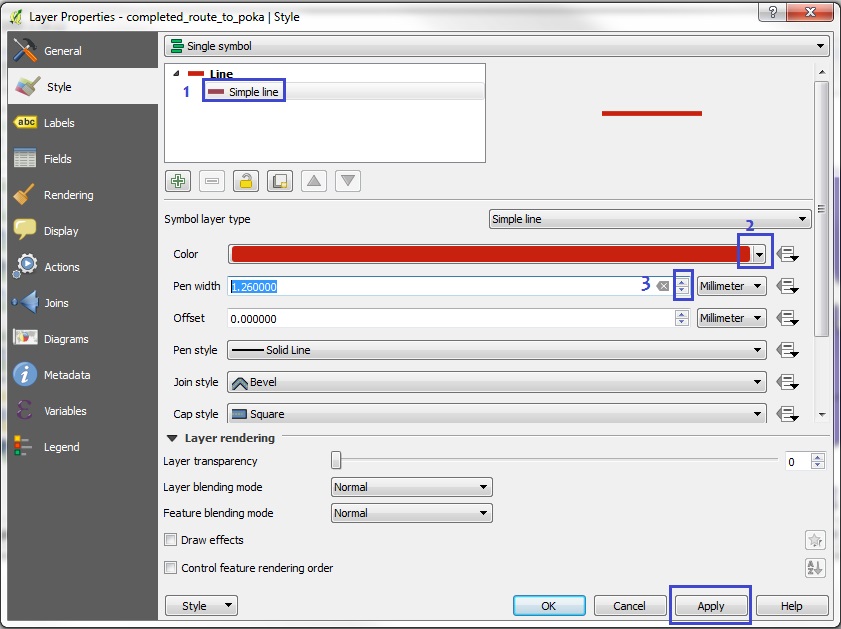 Layer Properties - completed_route_to_poka | Style
?
General
Style
Labels
abc
Fields
Rendering
Display
Actions
Joins
Diagrams
Metadata
Variables
Legend
Single symbol
Line
1 Simple line
Symbol layer type Simple line
2
Color
Pen width 1.260000 3 Millimeter
Offset 0.000000 Millimeter
Pen style Solid Line
Join style Bevel
Cap style Square
Layer rendering
Layer transparency 0
Layer blending mode Normal
Feature blending mode Normal
Draw effects
Control feature rendering order
Style OK Cancel Apply Help